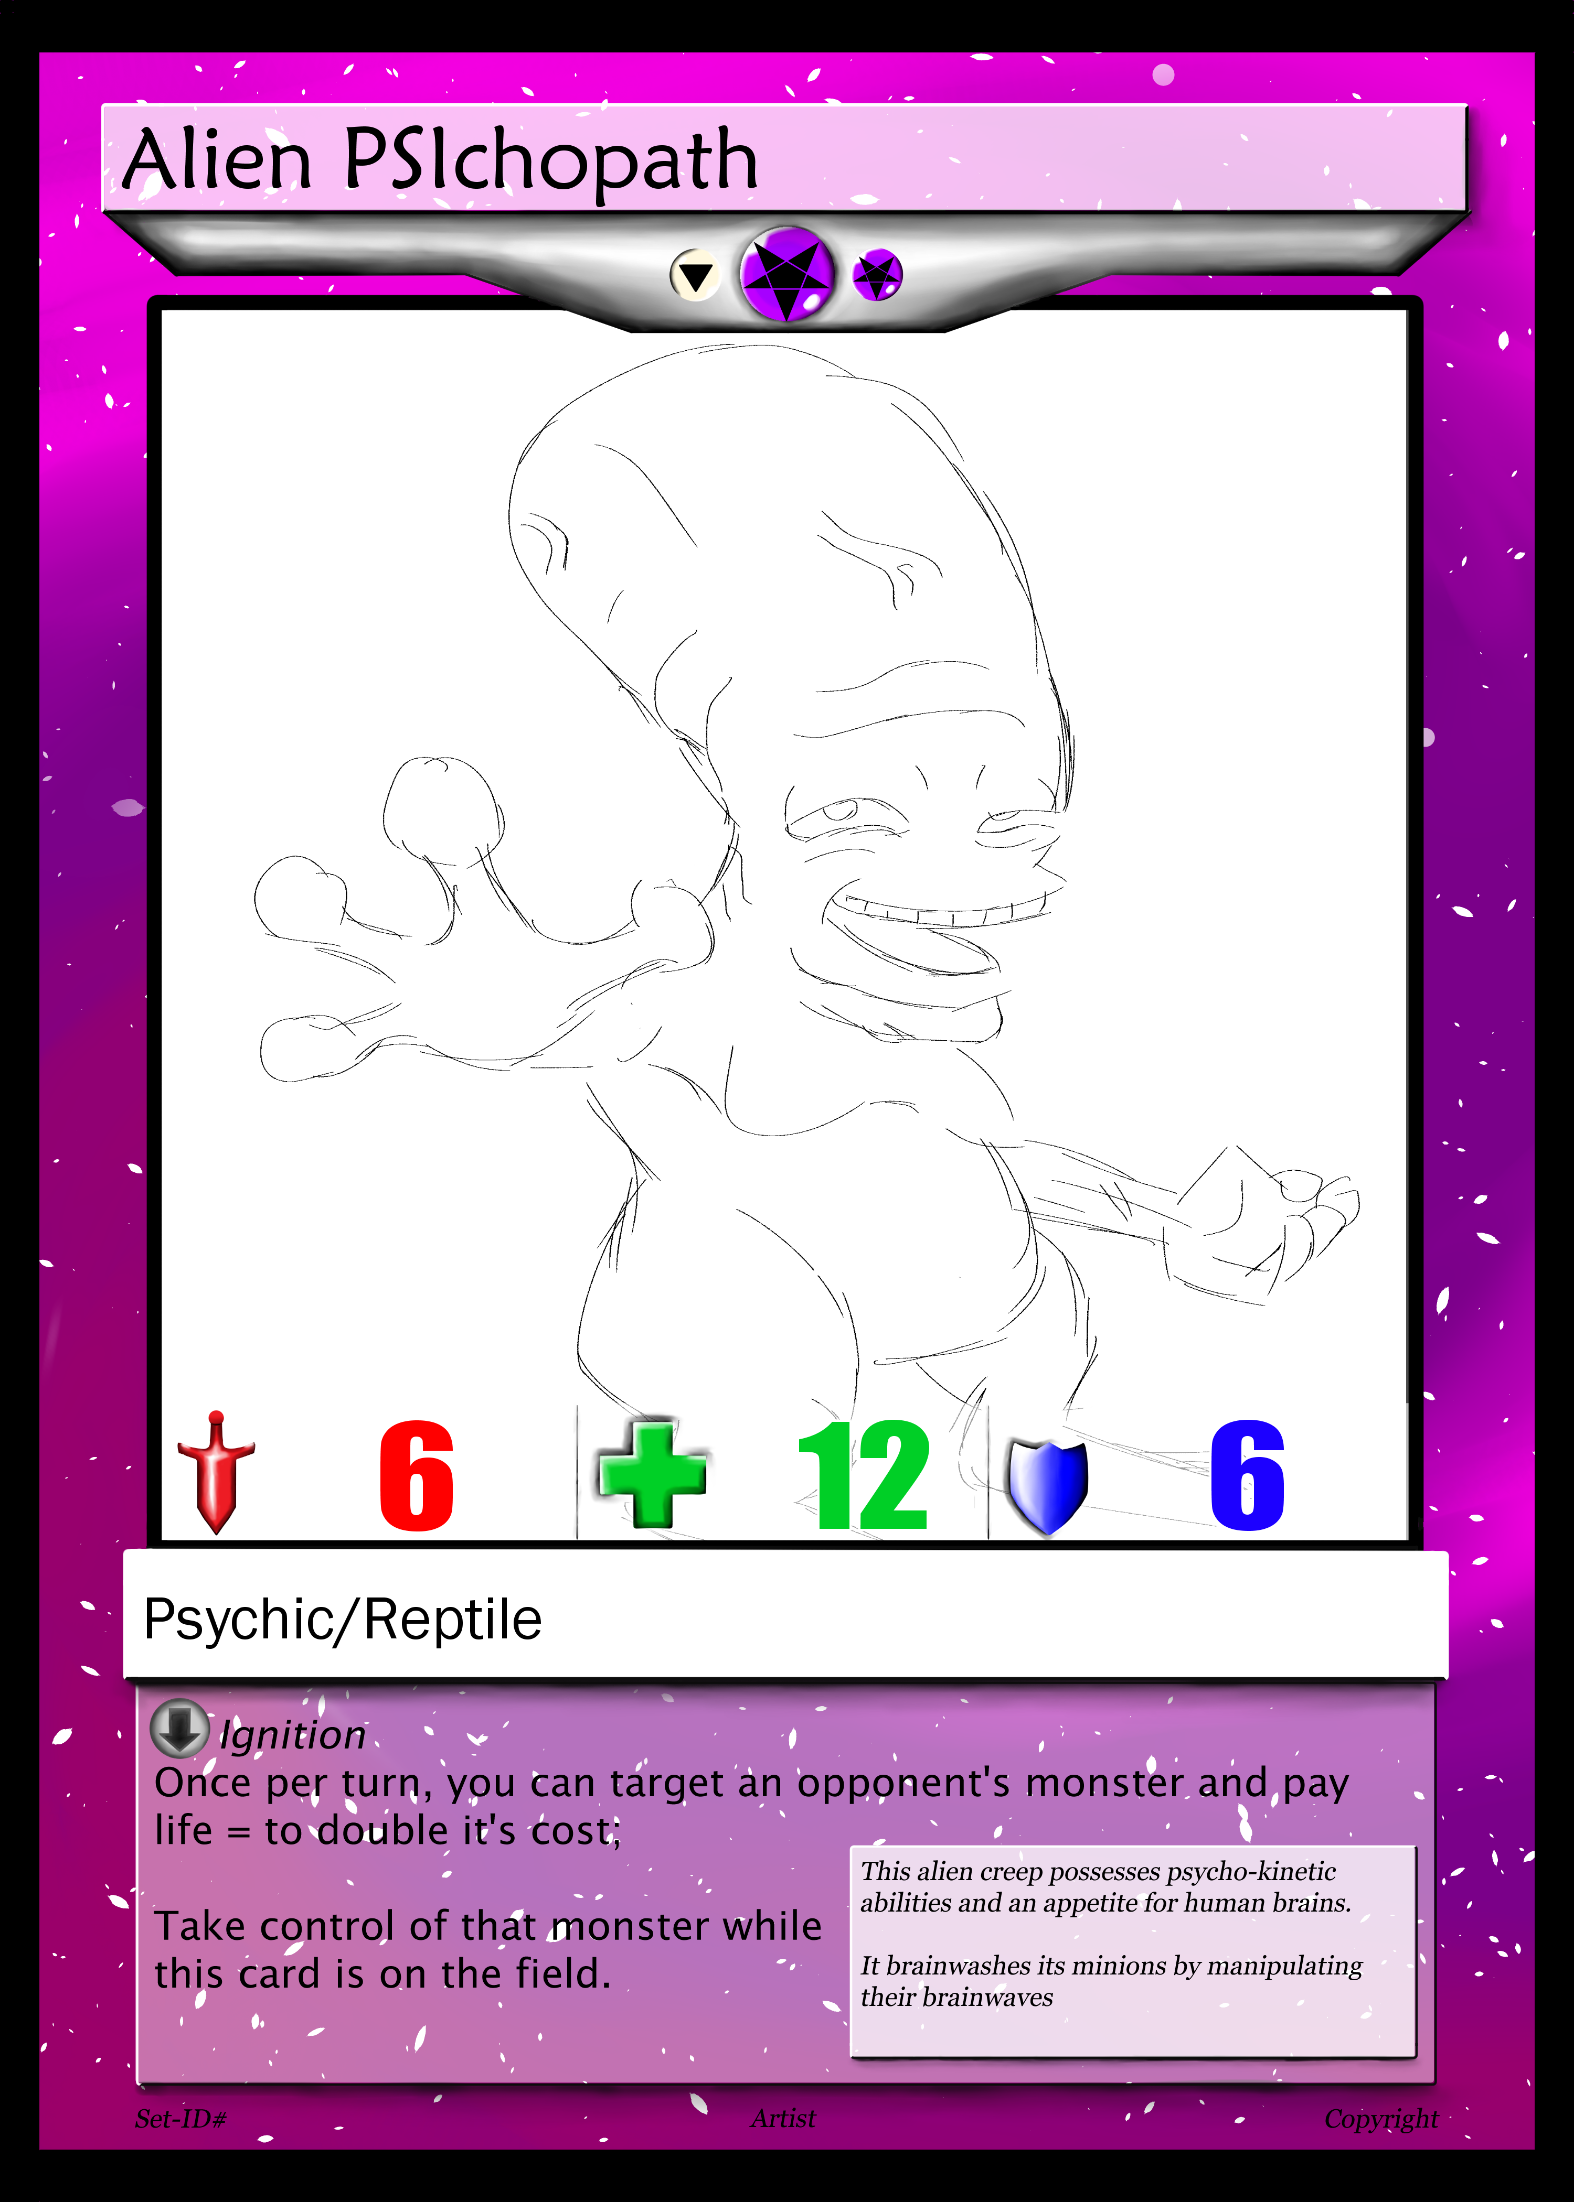 Alien PSIchopath
6 12 6
Psychic/Reptile
Ignition
Once per turn, you can target an opponent's monster and pay
life = to double it's cost;
Take control of that monster while
this card is on the field.
This alien creep possesses psycho-kinetic
abilities and an appetite for human brains.
It brainwashes its minions by manipulating
their brainwaves
Set-ID# Artist Copyright